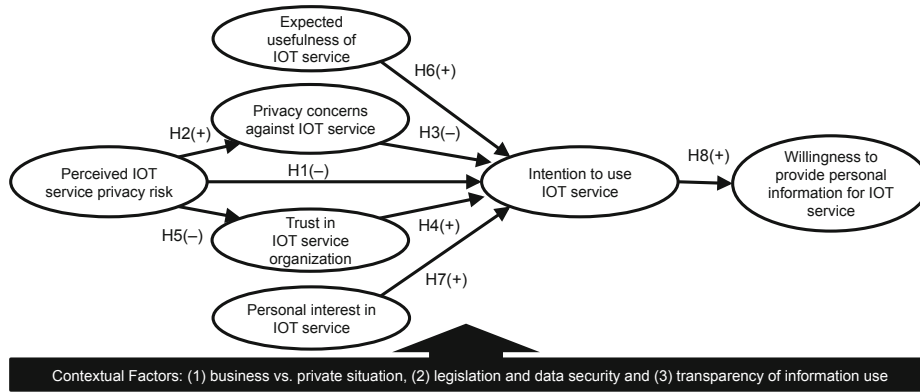 Expected
usefulness of
IOT service
H6(+)
Privacy concerns
against IOT service
H2(+)
H3(–)
Perceived IOT
service privacy risk
H1(–)
Intention to use
IOT service
H8(+)
Willingness to
provide personal
information for IOT
service
H5(–)
Trust in
IOT service
organization
H4(+)
H7(+)
Personal interest in
IOT service
Contextual Factors: (1) business vs. private situation, (2) legislation and data security and (3) transparency of information use